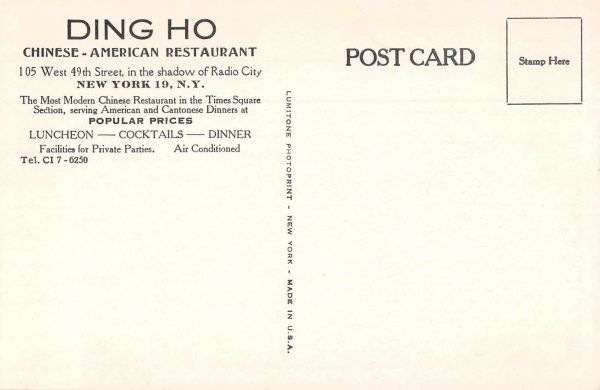 DING HO
CHINESE - AMERICAN RESTAURANT
105 West 49th Street, in the shadow of Radio City
NEW YORK 19, N.Y.
The Most Modern Chinese Restaurant in the Times Square
Section, serving American and Cantonese Dinners at
POPULAR PRICES
LUNCHEON — COCKTAILS — DINNER
Facilities for Private Parties. Air Conditioned
Tel. CI 7-6250
LUMITONE PHOTOPRINT - NEW YORK - MADE IN U.S.A.
POST CARD
Stamp Here